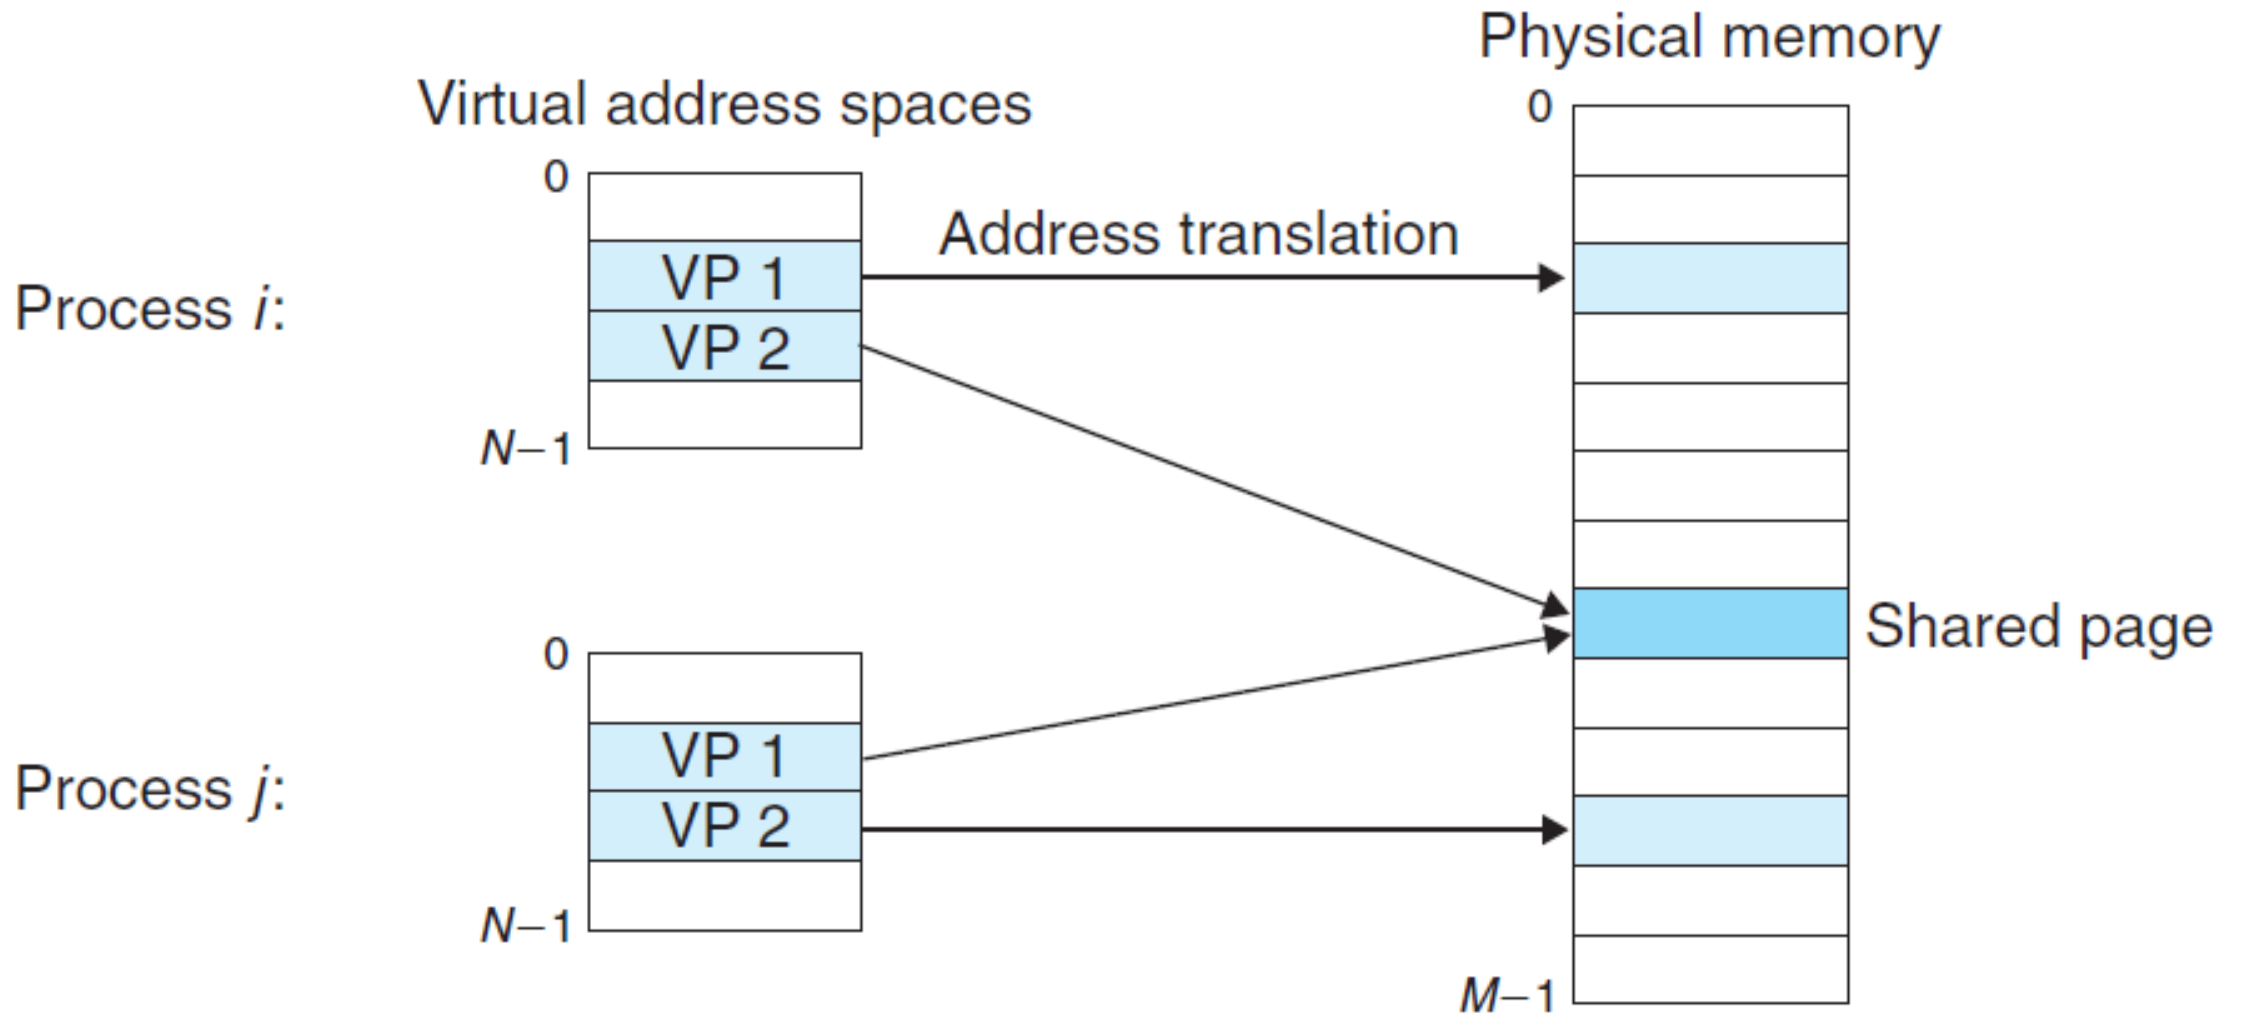 Physical memory
Virtual address spaces
0
0
Address translation
VP 1
Process i:
VP 2
N–1
0
Shared page
VP 1
Process j:
VP 2
N–1
M–1